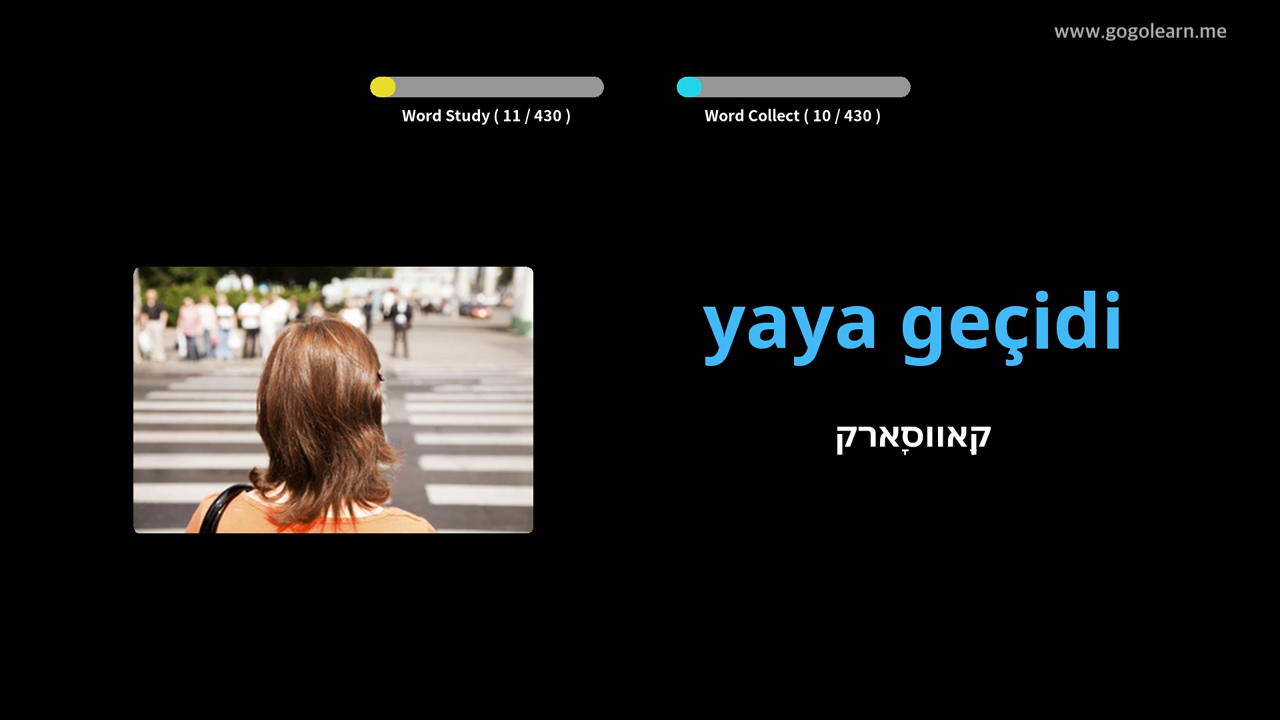 www.gogolearn.me
Word Study ( 11 / 430 )
Word Collect ( 10 / 430 )
yaya geçidi
קָאווסָארק